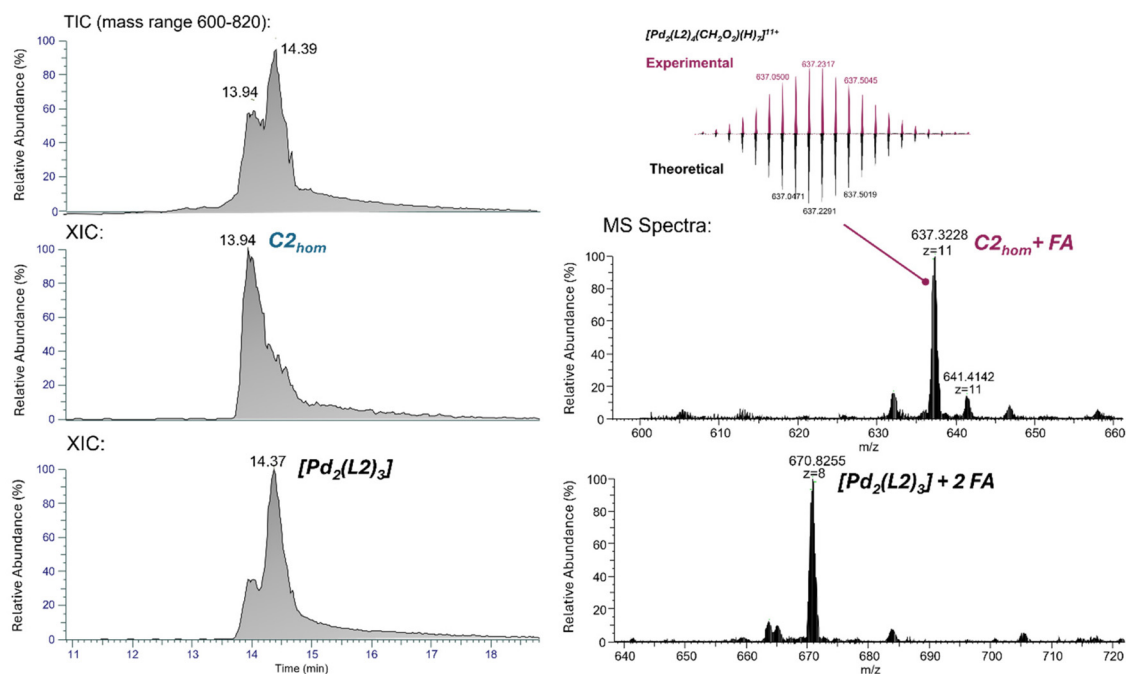 TIC (mass range 600-820):
Relative Abundance (%)
100
80
60
40
20
0
13.94
14.39
XIC:
C2hom
Relative Abundance (%)
100
80
60
40
20
0
13.94
XIC:
[Pd2(L2)3]
Relative Abundance (%)
100
80
60
40
20
0
14.37
11 12 13 14 15 16 17 18
Time (min)
[Pd2(L2)4(CH2O2)(H)7]11+
Experimental
637.2317
637.0500
637.5045
Theoretical
637.0471
637.5019
637.2291
MS Spectra:
C2hom + FA
Relative Abundance (%)
100
80
60
40
20
0
637.3228
z=11
641.4142
z=11
600 610 620 630 640 650 660
m/z
[Pd2(L2)3] + 2 FA
Relative Abundance (%)
100
80
60
40
20
0
670.8255
z=8
640 650 660 670 680 690 700 710 720
m/z